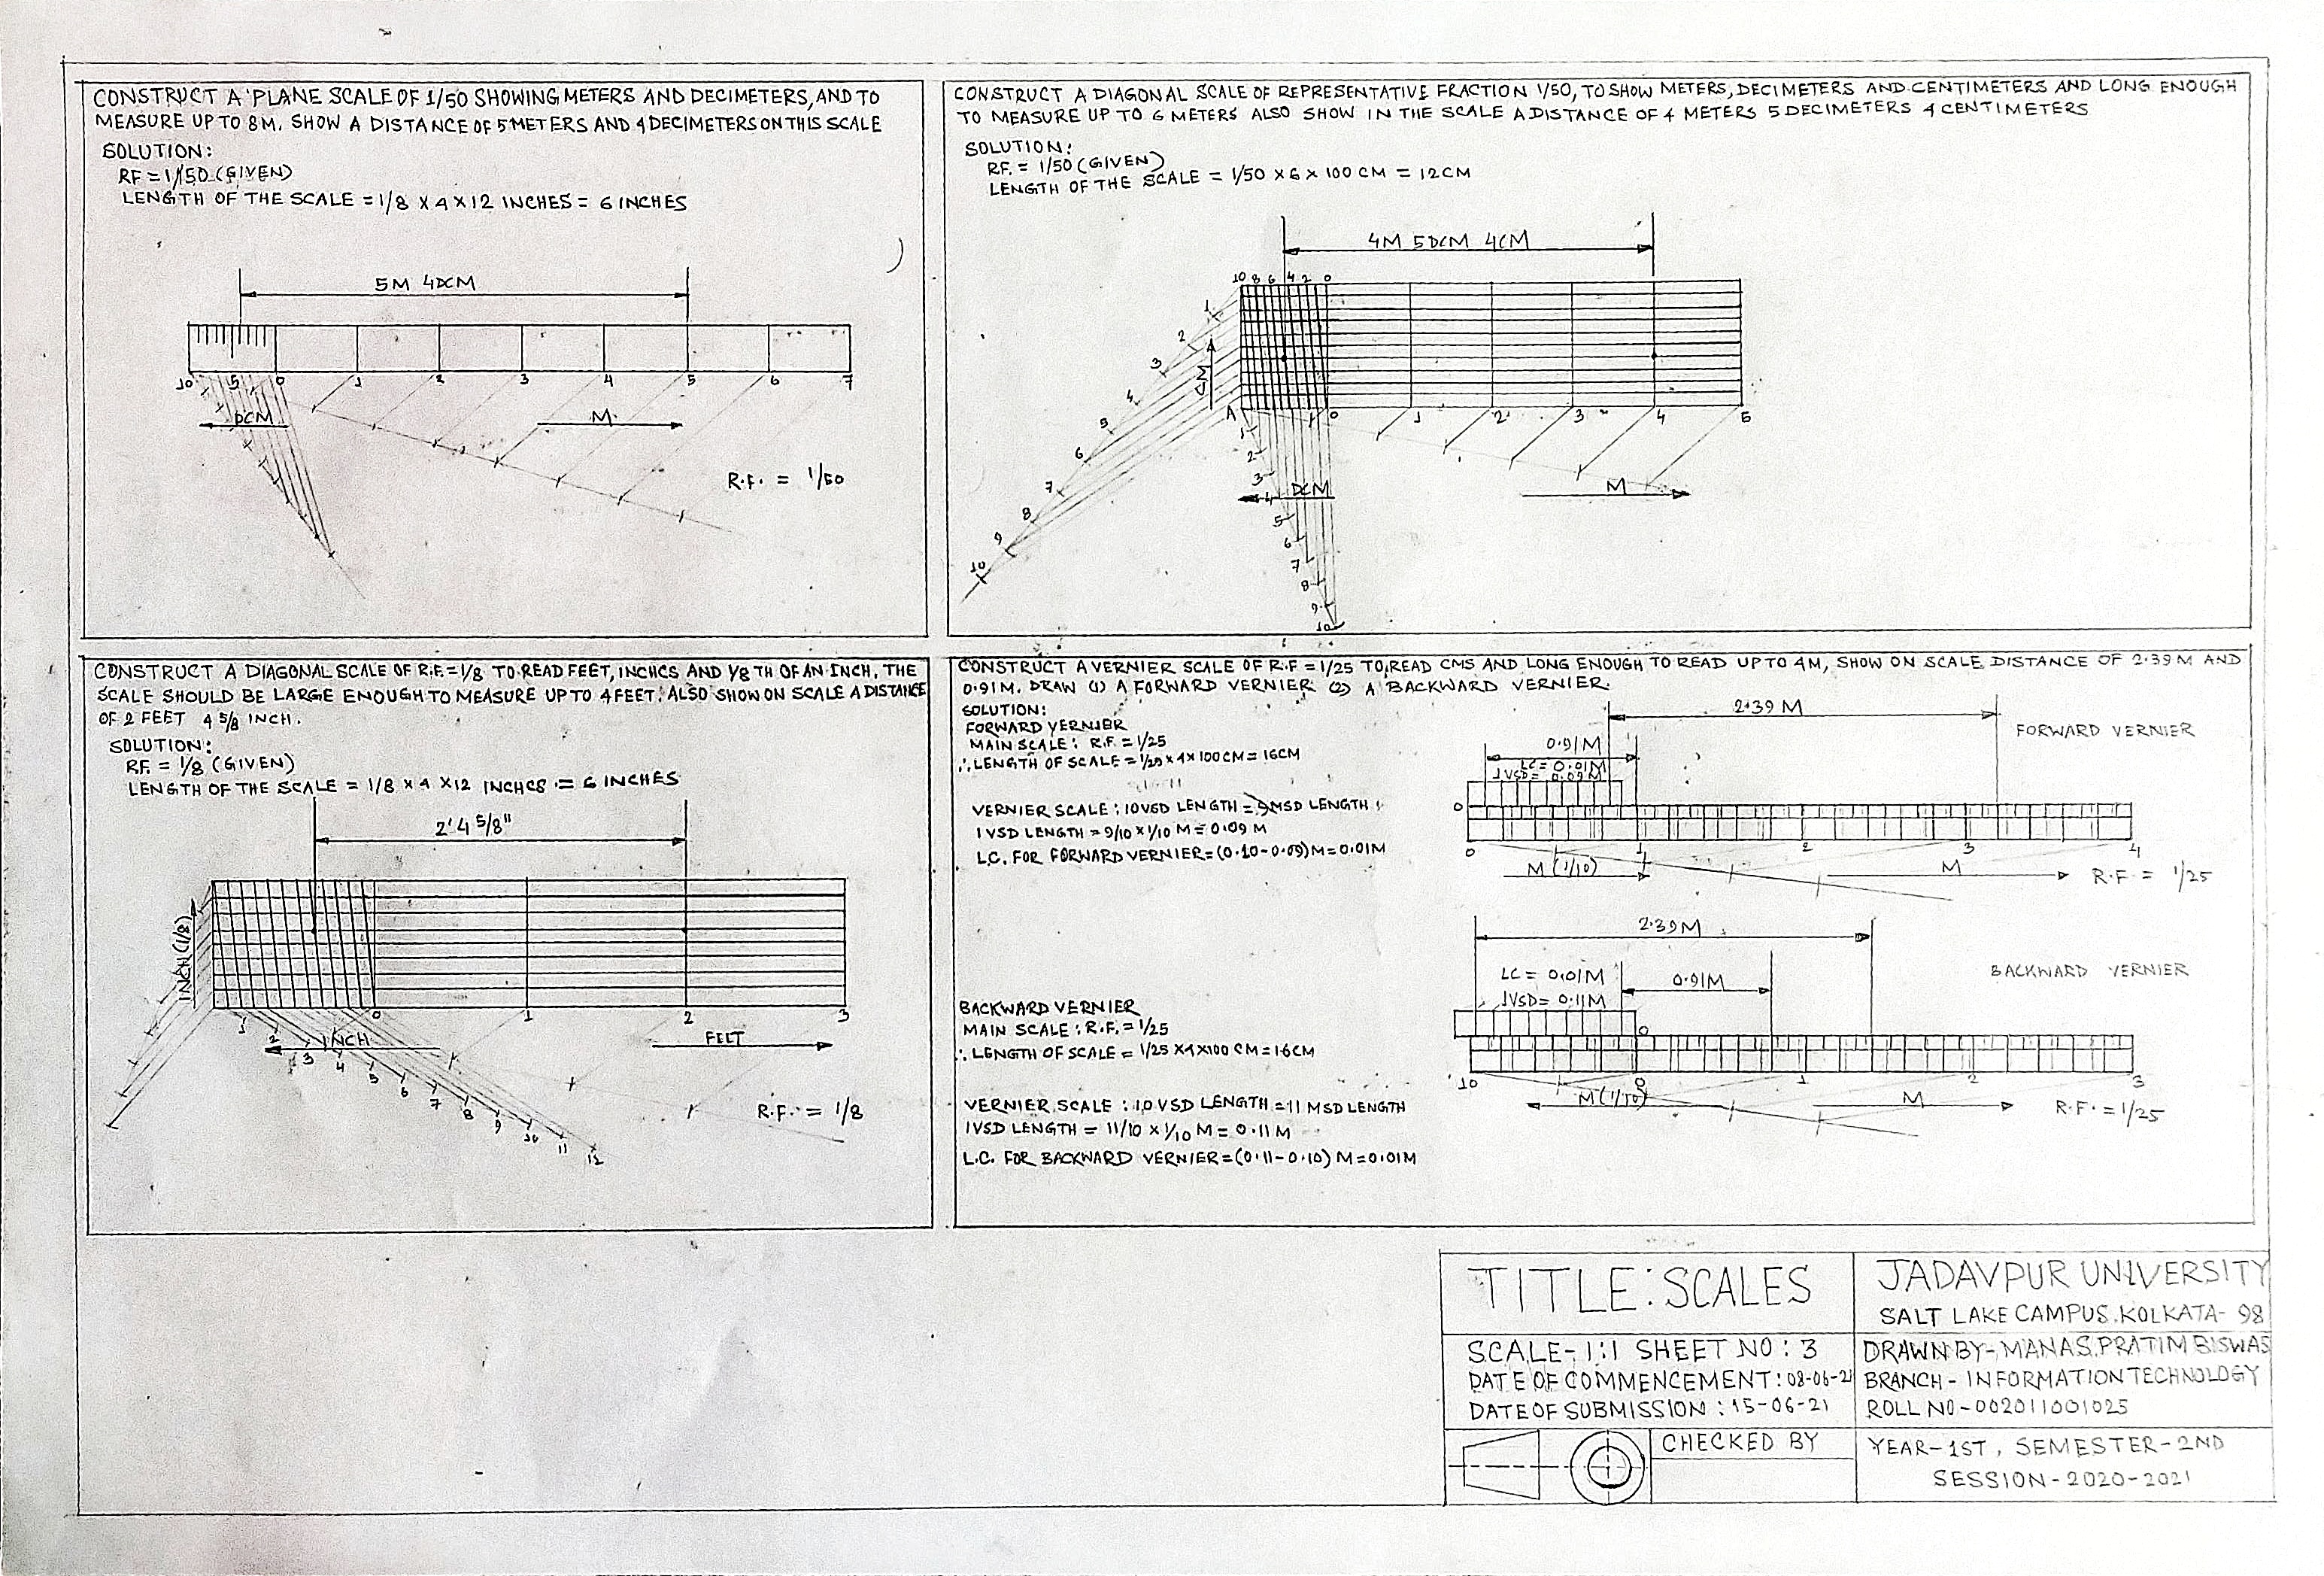 CONSTRUCT A PLANE SCALE OF 1/50 SHOWING METERS AND DECIMETERS, AND TO
MEASURE UP TO 8M. SHOW A DISTANCE OF 5 METERS AND 4 DECIMETERS ON THIS SCALE
SOLUTION:
RF = 1/50 (GIVEN)
LENGTH OF THE SCALE = 1/8 X 4 X 12 INCHES = 6 INCHES
5M 4DCM
10 5 0 1 2 3 4 5 6 7
DCM
M
R.F. = 1/50
CONSTRUCT A DIAGONAL SCALE OF REPRESENTATIVE FRACTION 1/50, TO SHOW METERS, DECIMETERS AND CENTIMETERS AND LONG ENOUGH
TO MEASURE UP TO 6 METERS ALSO SHOW IN THE SCALE A DISTANCE OF 4 METERS 5 DECIMETERS 4 CENTIMETERS
SOLUTION:
RF. = 1/50 (GIVEN)
LENGTH OF THE SCALE = 1/50 X 6 X 100 CM = 12CM
4M 5DCM 4CM
10 8 6 4 2 0
1
2
A
3
CM
4
A
0 1 2 3 4 5
5
6
7
8
9
10
1
2
3
4
DCM
M
5
6
7
8
9
10
CONSTRUCT A DIAGONAL SCALE OF R.F. = 1/8 TO READ FEET, INCHCS AND 1/8 TH OF AN INCH. THE
SCALE SHOULD BE LARGE ENOUGH TO MEASURE UP TO 4 FEET. ALSO SHOW ON SCALE A DISTANCE
OF 2 FEET 4 5/8 INCH.
SOLUTION:
RF. = 1/8 (GIVEN)
LENGTH OF THE SCALE = 1/8 X 4 X12 INCHCS = 6 INCHES
2' 4 5/8"
INCH (1/8)
0 1 2 3
INCH
FELT
1
2
3
4
5
6
7
8
9
10
11
12
R.F. = 1/8
CONSTRUCT A VERNIER SCALE OF R.F = 1/25 TO READ CMS AND LONG ENOUGH TO READ UP TO 4M, SHOW ON SCALE DISTANCE OF 2.39 M AND
0.91M. DRAW (1) A FORWARD VERNIER (2) A BACKWARD VERNIER.
SOLUTION:
FORWARD VERNIER
MAIN SCALE: R.F. = 1/25
∴ LENGTH OF SCALE = 1/25 X 4 X 100CM = 16CM
VERNIER SCALE: 10VSD LENGTH = 9MSD LENGTH
1 VSD LENGTH = 9/10 X 1/10 M = 0.09 M
L.C. FOR FORWARD VERNIER = (0.10-0.09)M = 0.01M
2.39 M
FORWARD VERNIER
0.91M
LC = 0.01M
1VSD = 0.09M
0
0 1 2 3 4
M (1/10)
M
R.F = 1/25
BACKWARD VERNIER
MAIN SCALE: R.F. = 1/25
∴ LENGTH OF SCALE = 1/25 X4X100 CM = 16CM
VERNIER SCALE: 10 VSD LENGTH = 11 MSD LENGTH
1VSD LENGTH = 11/10 X 1/10 M = 0.11M
L.C. FOR BACKWARD VERNIER = (0.11-0.10) M = 0.01M
2.39M
BACKWARD VERNIER
LC = 0.01M
0.91M
1VSD = 0.11M
0
10 0 1 2 3
M (1/10)
M
R.F. = 1/25
TITLE: SCALES
SCALE- 1:1 SHEET NO: 3
DATE OF COMMENCEMENT: 08-06-21
DATE OF SUBMISSION: 15-06-21
CHECKED BY
JADAVPUR UNIVERSITY
SALT LAKE CAMPUS, KOLKATA- 98
DRAWN BY- MANAS PRATIM BISWAS
BRANCH- INFORMATION TECHNOLOGY
ROLL NO- 002011001025
YEAR- 1ST, SEMESTER- 2ND
SESSION- 2020-2021